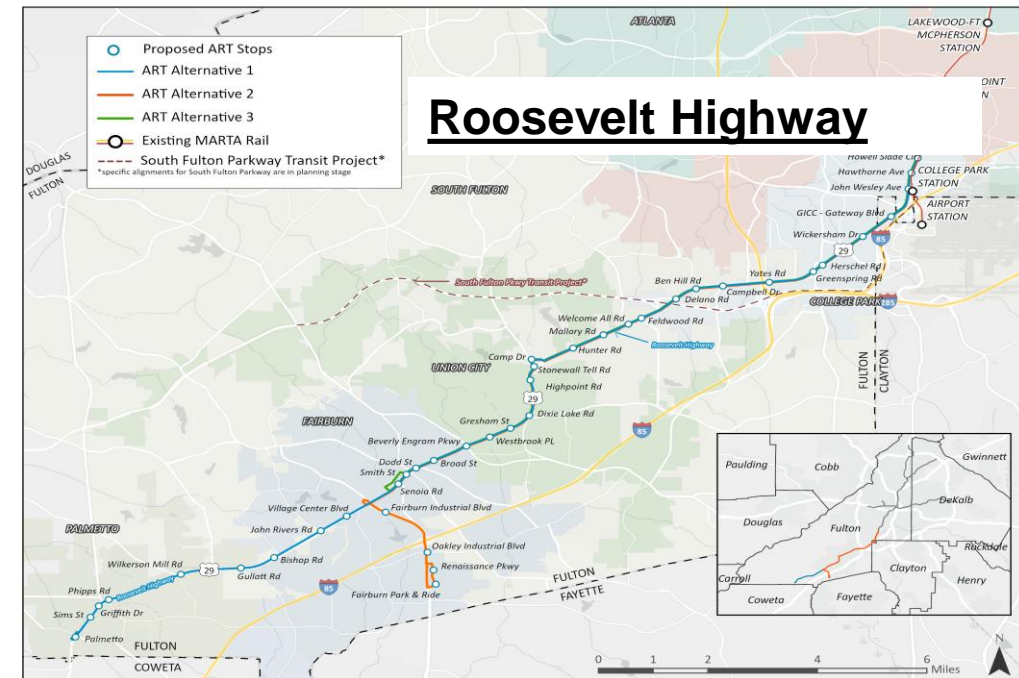 ATLANTA
LAKEWOOD-FT
MCPHERSON
STATION
Proposed ART Stops
ART Alternative 1
ART Alternative 2
ART Alternative 3
Existing MARTA Rail
South Fulton Parkway Transit Project*
*specific alignments for South Fulton Parkway are in planning stage
Roosevelt Highway
DOUGLAS
FULTON
SOUTH FULTON
Hawthorne Ave
COLLEGE PARK
STATION
John Wesley Ave
AIRPORT
STATION
GICC - Gateway Blvd
Wickersham Dr
85
29
Herschel Rd
Greenspring Rd
Yates Rd
Ben Hill Rd
Campbell Dr
Delano Rd
COLLEGE PARK
285
South Fulton Pkwy Transit Project*
Welcome All Rd
Feldwood Rd
Mallory Rd
Hunter Rd
Roosevelt Highway
Camp Dr
Stonewall Tell Rd
UNION CITY
Highpoint Rd
FULTON
CLAYTON
29
Dixie Lake Rd
Gresham St
FAIRBURN
Westbrook PL
85
Beverly Engram Pkwy
Broad St
Dodd St
Smith St
Senoia Rd
Village Center Blvd
Fairburn Industrial Blvd
PALMETTO
John Rivers Rd
Oakley Industrial Blvd
Bishop Rd
Wilkerson Mill Rd
29
Gullatt Rd
Renaissance Pkwy
85
Fairburn Park & Ride
FULTON
FAYETTE
Roosevelt Highway
Phipps Rd
Griffith Dr
Sims St
Palmetto
FULTON
COWETA
Paulding
Cobb
Gwinnett
DeKalb
Douglas
Fulton
Rockdale
Clayton
Henry
Carroll
Coweta
Fayette
N
0 1 2 4 6
Miles